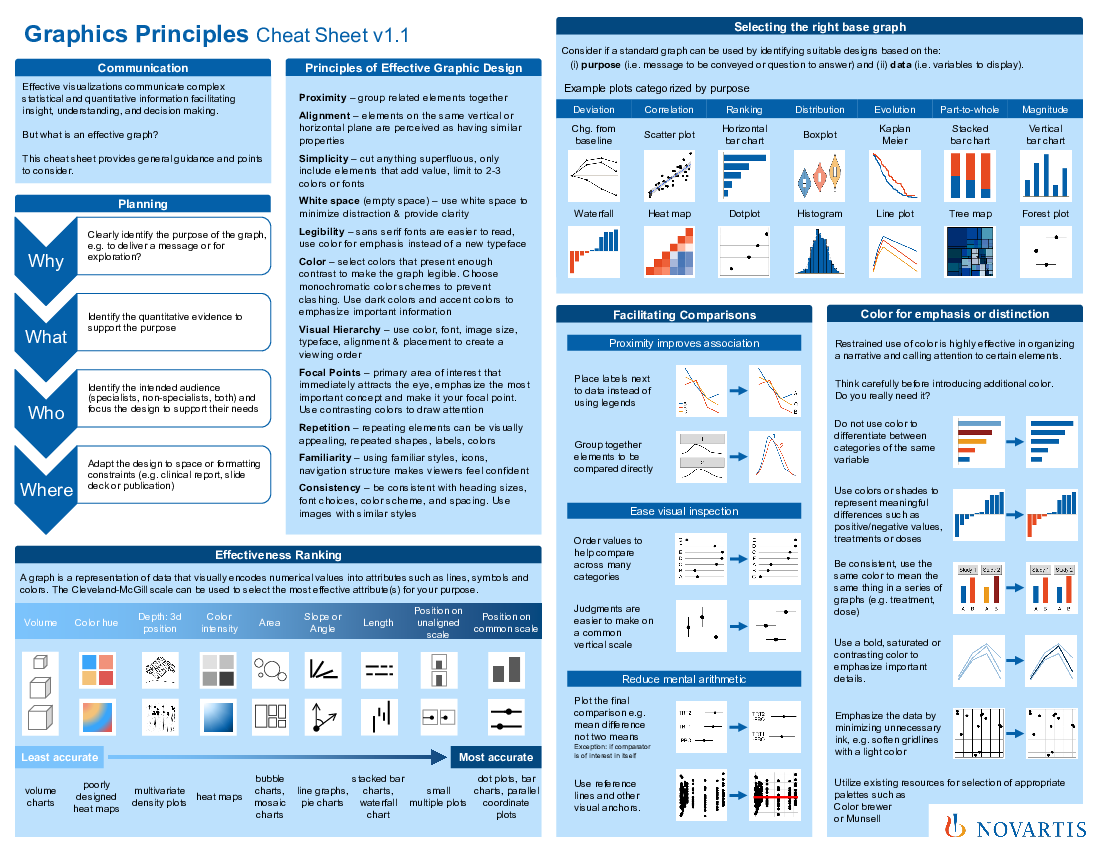 Graphics Principles Cheat Sheet v1.1
Communication
Effective visualizations communicate complex
statistical and quantitative information facilitating
insight, understanding, and decision making.
But what is an effective graph?
This cheat sheet provides general guidance and points
to consider.
Planning
Why
Clearly identify the purpose of the graph,
e.g. to deliver a message or for
exploration?
What
Identify the quantitative evidence to
support the purpose
Who
Identify the intended audience
(specialists, non-specialists, both) and
focus the design to support their needs
Where
Adapt the design to space or formatting
constraints (e.g. clinical report, slide
deck or publication)
Principles of Effective Graphic Design
Proximity – group related elements together
Alignment – elements on the same vertical or
horizontal plane are perceived as having similar
properties
Simplicity – cut anything superfluous, only
include elements that add value, limit to 2-3
colors or fonts
White space (empty space) – use white space to
minimize distraction & provide clarity
Legibility – sans serif fonts are easier to read,
use color for emphasis instead of a new typeface
Color – select colors that present enough
contrast to make the graph legible. Choose
monochromatic color schemes to prevent
clashing. Use dark colors and accent colors to
emphasize important information
Visual Hierarchy – use color, font, image size,
typeface, alignment & placement to create a
viewing order
Focal Points – primary area of interest that
immediately attracts the eye, emphasize the most
important concept and make it your focal point.
Use contrasting colors to draw attention
Repetition – repeating elements can be visually
appealing, repeated shapes, labels, colors
Familiarity – using familiar styles, icons,
navigation structure makes viewers feel confident
Consistency – be consistent with heading sizes,
font choices, color scheme, and spacing. Use
images with similar styles
Effectiveness Ranking
A graph is a representation of data that visually encodes numerical values into attributes such as lines, symbols and
colors. The Cleveland-McGill scale can be used to select the most effective attribute(s) for your purpose.
Volume
Color hue
Depth: 3d
position
Color
intensity
Area
Slope or
Angle
Length
Position on
unaligned
scale
Position on
common scale
Least accurate
Most accurate
volume
charts
poorly
designed
heat maps
multivariate
density plots
heat maps
bubble
charts,
mosaic
charts
line graphs,
pie charts
stacked bar
charts,
waterfall
chart
small
multiple plots
dot plots, bar
charts, parallel
coordinate
plots
Selecting the right base graph
Consider if a standard graph can be used by identifying suitable designs based on the:
(i) purpose (i.e. message to be conveyed or question to answer) and (ii) data (i.e. variables to display).
Example plots categorized by purpose
Deviation
Correlation
Ranking
Distribution
Evolution
Part-to-whole
Magnitude
Chg. from
baseline
Scatter plot
Horizontal
bar chart
Boxplot
Kaplan
Meier
Stacked
bar chart
Vertical
bar chart
Waterfall
Heat map
Dotplot
Histogram
Line plot
Tree map
Forest plot
Facilitating Comparisons
Proximity improves association
Place labels next
to data instead of
using legends
Group together
elements to be
compared directly
Ease visual inspection
Order values to
help compare
across many
categories
Judgments are
easier to make on
a common
vertical scale
Reduce mental arithmetic
Plot the final
comparison e.g.
mean difference
not two means
Exception: if comparator
is of interest in itself
Use reference
lines and other
visual anchors.
Color for emphasis or distinction
Restrained use of color is highly effective in organizing
a narrative and calling attention to certain elements.
Think carefully before introducing additional color.
Do you really need it?
Do not use color to
differentiate between
categories of the same
variable
Use colors or shades to
represent meaningful
differences such as
positive/negative values,
treatments or doses
Be consistent, use the
same color to mean the
same thing in a series of
graphs (e.g. treatment,
dose)
Study 1 Study 2
A B A B
Study 1 Study 2
A B A B
Use a bold, saturated or
contrasting color to
emphasize important
details.
Emphasize the data by
minimizing unnecessary
ink, e.g. soften gridlines
with a light color
Utilize existing resources for selection of appropriate
palettes such as
Color brewer
or Munsell
NOVARTIS